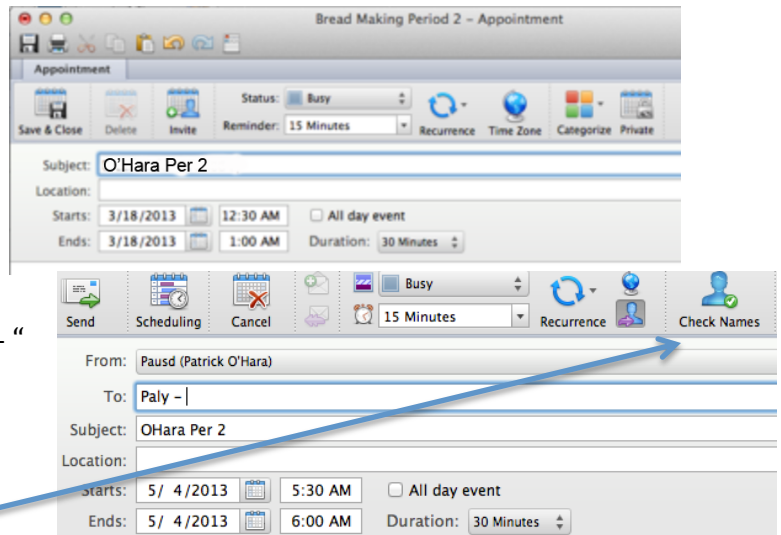 Bread Making Period 2 – Appointment
Appointment
Save & Close Delete Invite Status: Busy Recurrence Time Zone Categorize Private
Reminder: 15 Minutes
Subject: O'Hara Per 2
Location:
Starts: 3/18/2013 12:30 AM All day event
Ends: 3/18/2013 1:00 AM Duration: 30 Minutes
Send Scheduling Cancel Busy Recurrence Check Names
15 Minutes
– “
From: Pausd (Patrick O'Hara)
To: Paly –
Subject: OHara Per 2
Location:
Starts: 5/ 4/2013 5:30 AM All day event
Ends: 5/ 4/2013 6:00 AM Duration: 30 Minutes